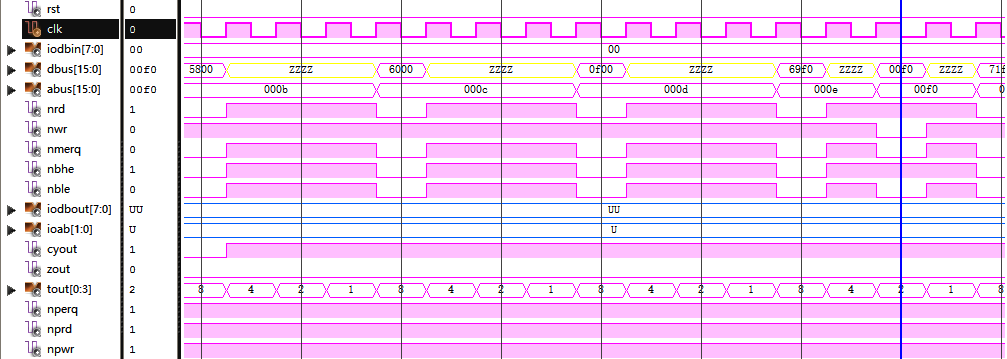 rst 0
clk 0
iodbin[7:0] 00 00
dbus[15:0] 00f0 5800 ZZZZ 6000 ZZZZ 0f00 ZZZZ 69f0 ZZZZ 00f0 ZZZZ 71f
abus[15:0] 00f0 000b 000c 000d 000e 00f0 0
nrd 1
nwr 0
nmerq 0
nbhe 1
nble 0
iodbout[7:0] UU UU
ioab[1:0] U U
cyout 1
zout 0
tout[0:3] 2 8 4 2 1 8 4 2 1 8 4 2 1 8 4 2 1 8
nperq 1
nprd 1
npwr 1